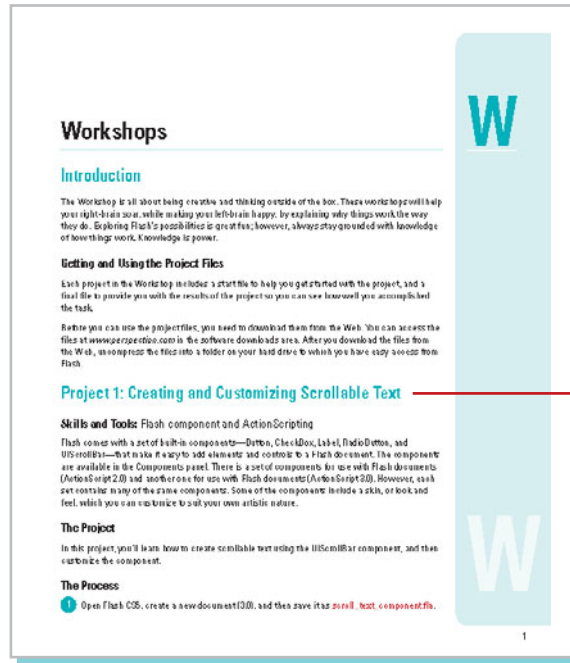 W
Workshops
Introduction
The Workshop is all about being creative and thinking outside of the box. These workshops will help
your right-brain soar, while making your left-brain happy; by explaining why things work the way
they do. Exploring Flash's possibilities is great fun; however, always stay grounded with knowledge
of how things work. Knowledge is power.
Getting and Using the Project Files
Each project in the Workshop includes a start file to help you get started with the project, and a
final file to provide you with the results of the project so you can see how well you accomplished
the task.
Before you can use the project files, you need to download them from the Web. You can access the
files at www.perspection.com in the software downloads area. After you download the files from
the Web, uncompress the files into a folder on your hard drive to which you have easy access from
Flash.
Project 1: Creating and Customizing Scrollable Text
Skills and Tools: Flash component and ActionScripting
Flash comes with a set of built-in components—Button, CheckBox, Label, RadioButton, and
UIScrollBar—that make it easy to add elements and controls to a Flash document. The components
are available in the Components panel. There is a set of components for use with Flash documents
(ActionScript 2.0) and another one for use with Flash documents (ActionScript 3.0). However, each
set contains many of the same components. Some of the components include a skin, or look and
feel, which you can customize to suit your own artistic nature.
The Project
In this project, you'll learn how to create scrollable text using the UIScrollBar component, and then
customize the component.
The Process
1 Open Flash CS5, create a new document (3.0), and then save it as scroll_text_component.fla.
W
1